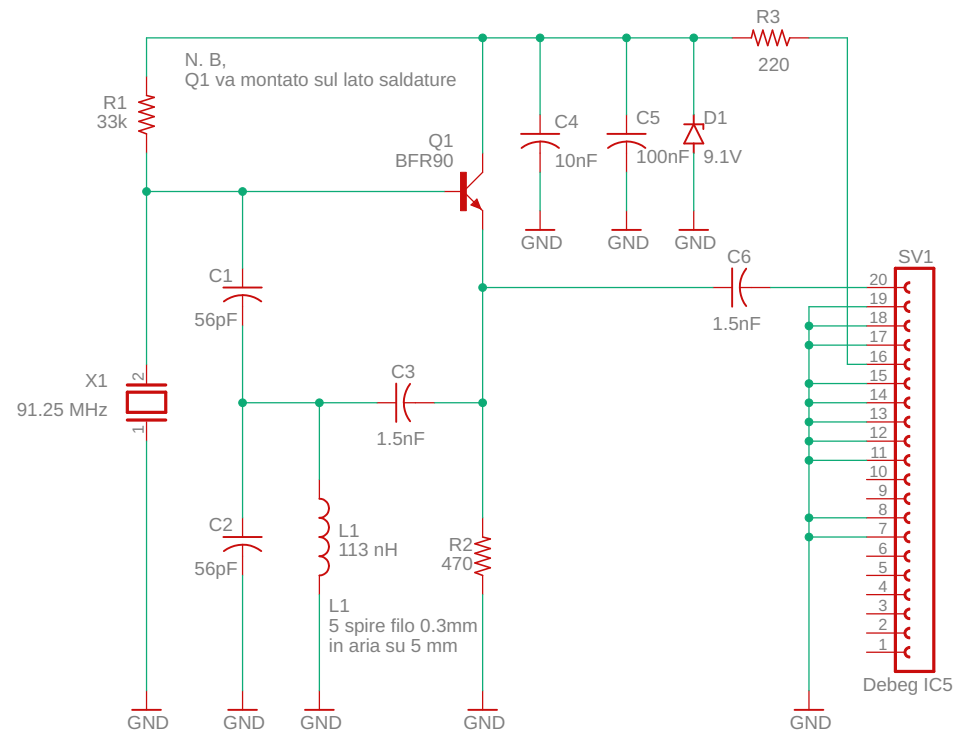 R3
220
N. B,
Q1 va montato sul lato saldature
R1
33k
Q1
BFR90
C4
10nF
C5
100nF
D1
9.1V
GND
GND
GND
C6
1.5nF
SV1
20
19
18
17
16
15
14
13
12
11
10
9
8
7
6
5
4
3
2
1
Debeg IC5
C1
56pF
X1
91.25 MHz
2
1
C3
1.5nF
C2
56pF
L1
113 nH
R2
470
L1
5 spire filo 0.3mm
in aria su 5 mm
GND
GND
GND
GND
GND